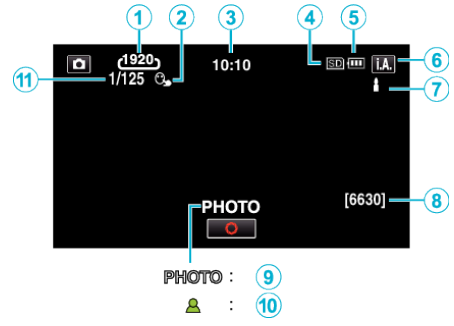 ① ② ③ ④ ⑤
1920 10:10 SD i.A. ⑥
⑪ 1/125 ⑦
[6630] ⑧
PHOTO
PHOTO : ⑨
: ⑩